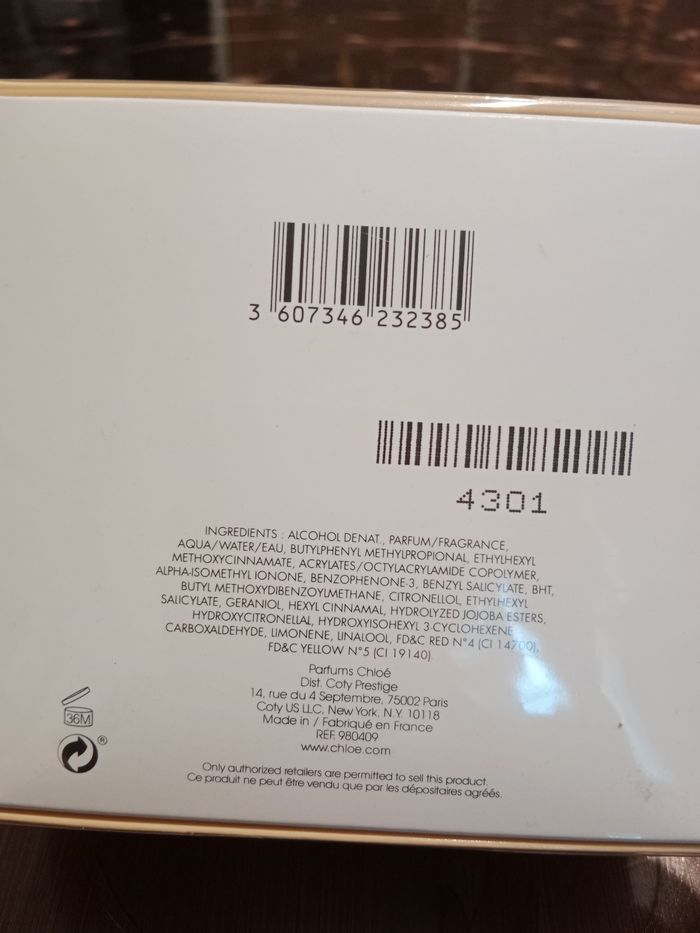 3 607346 232385
4301
INGREDIENTS : ALCOHOL DENAT., PARFUM/FRAGRANCE,
AQUA/WATER/EAU, BUTYLPHENYL METHYLPROPIONAL, ETHYLHEXYL
METHOXYCINNAMATE, ACRYLATES/OCTYLACRYLAMIDE COPOLYMER,
ALPHA-ISOMETHYL IONONE, BENZOPHENONE-3, BENZYL SALICYLATE, BHT,
BUTYL METHOXYDIBENZOYLMETHANE, CITRONELLOL, ETHYLHEXYL
SALICYLATE, GERANIOL, HEXYL CINNAMAL, HYDROLYZED JOJOBA ESTERS,
HYDROXYCITRONELLAL, HYDROXYISOHEXYL 3-CYCLOHEXENE
CARBOXALDEHYDE, LIMONENE, LINALOOL, FD&C RED N°4 (CI 14700),
FD&C YELLOW N°5 (CI 19140).
Parfums Chloé
Dist. Coty Prestige
14, rue du 4 Septembre, 75002 Paris
Coty US LLC, New York, N.Y. 10118
Made in / Fabriqué en France
REF. 980409
www.chloe.com
36M
®
Only authorized retailers are permitted to sell this product.
Ce produit ne peut être vendu que par les dépositaires agréés.